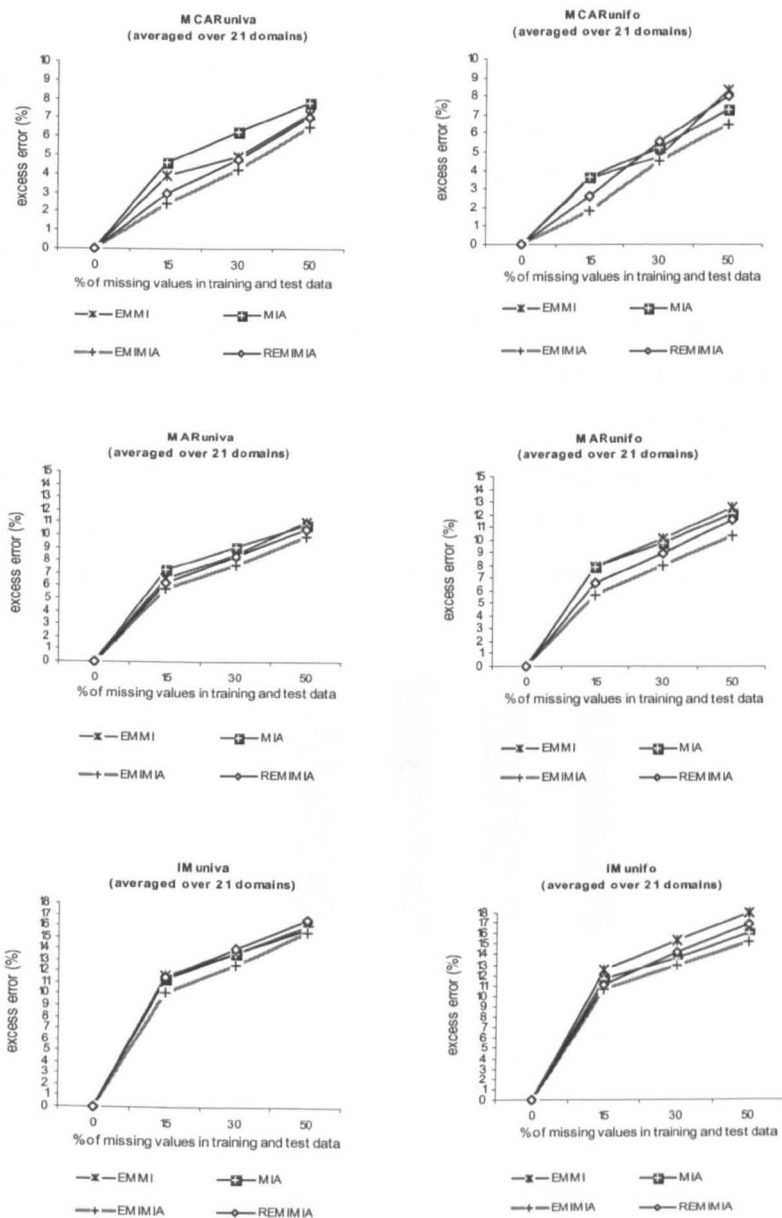 MCARuniva
(averaged over 21 domains)
10
9
8
7
6
5
4
3
2
1
0
excess error (%)
0 15 30 50
% of missing values in training and test data
EMMI MIA
EMIMIA REMIMIA
MCARunifo
(averaged over 21 domains)
10
9
8
7
6
5
4
3
2
1
0
excess error (%)
0 15 30 50
% of missing values in training and test data
EMMI MIA
EMIMIA REMIMIA
MARuniva
(averaged over 21 domains)
15
14
13
12
11
10
9
8
7
6
5
4
3
2
1
0
excess error (%)
0 15 30 50
% of missing values in training and test data
EMMI MIA
EMIMIA REMIMIA
MARunifo
(averaged over 21 domains)
15
14
13
12
11
10
9
8
7
6
5
4
3
2
1
0
excess error (%)
0 15 30 50
% of missing values in training and test data
EMMI MIA
EMIMIA REMIMIA
IMuniva
(averaged over 21 domains)
18
17
16
15
14
13
12
11
10
9
8
7
6
5
4
3
2
1
0
excess error (%)
0 15 30 50
% of missing values in training and test data
EMMI MIA
EMIMIA REMIMIA
IMunifo
(averaged over 21 domains)
18
17
16
15
14
13
12
11
10
9
8
7
6
5
4
3
2
1
0
excess error (%)
0 15 30 50
% of missing values in training and test data
EMMI MIA
EMIMIA REMIMIA